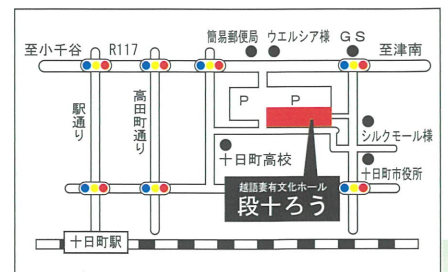 簡易郵便局 ウエルシア様 GS
至小千谷 R117 至津南
駅通り
高田町通り
P P
シルクモール様
十日町高校
十日町市役所
越後妻有文化ホール
段十ろう
十日町駅